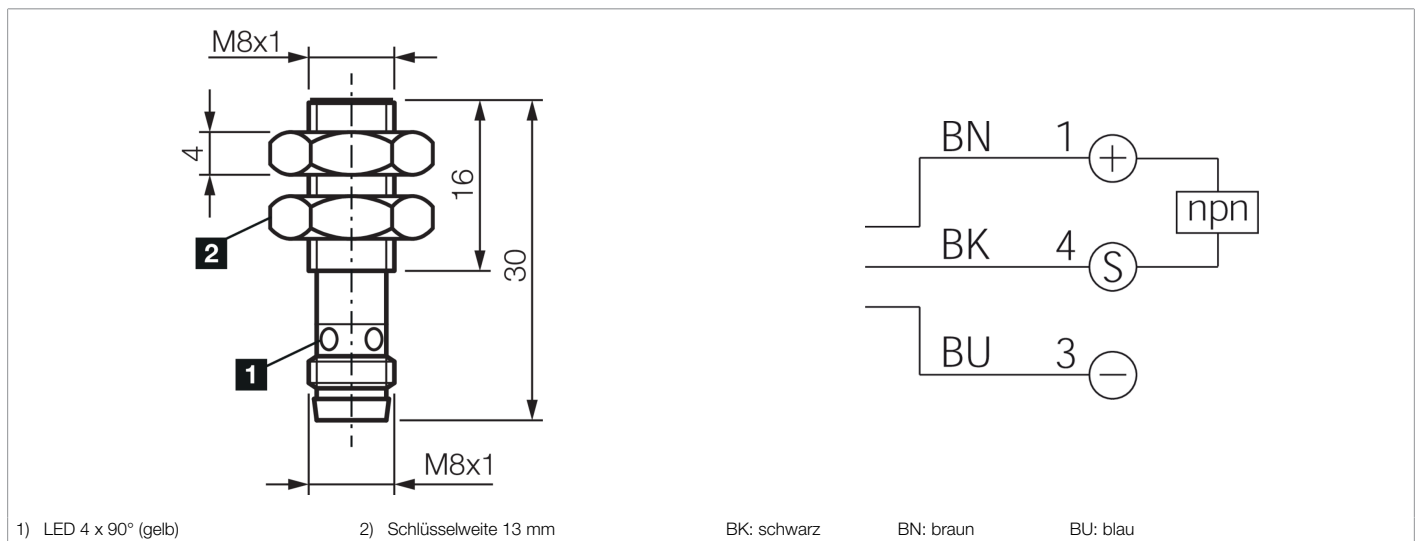 M8x1
4
16
30
2
1
M8x1
BN 1 +
npn
BK 4 S
BU 3 −
1) LED 4 x 90° (gelb) 2) Schlüsselweite 13 mm BK: schwarz BN: braun BU: blau